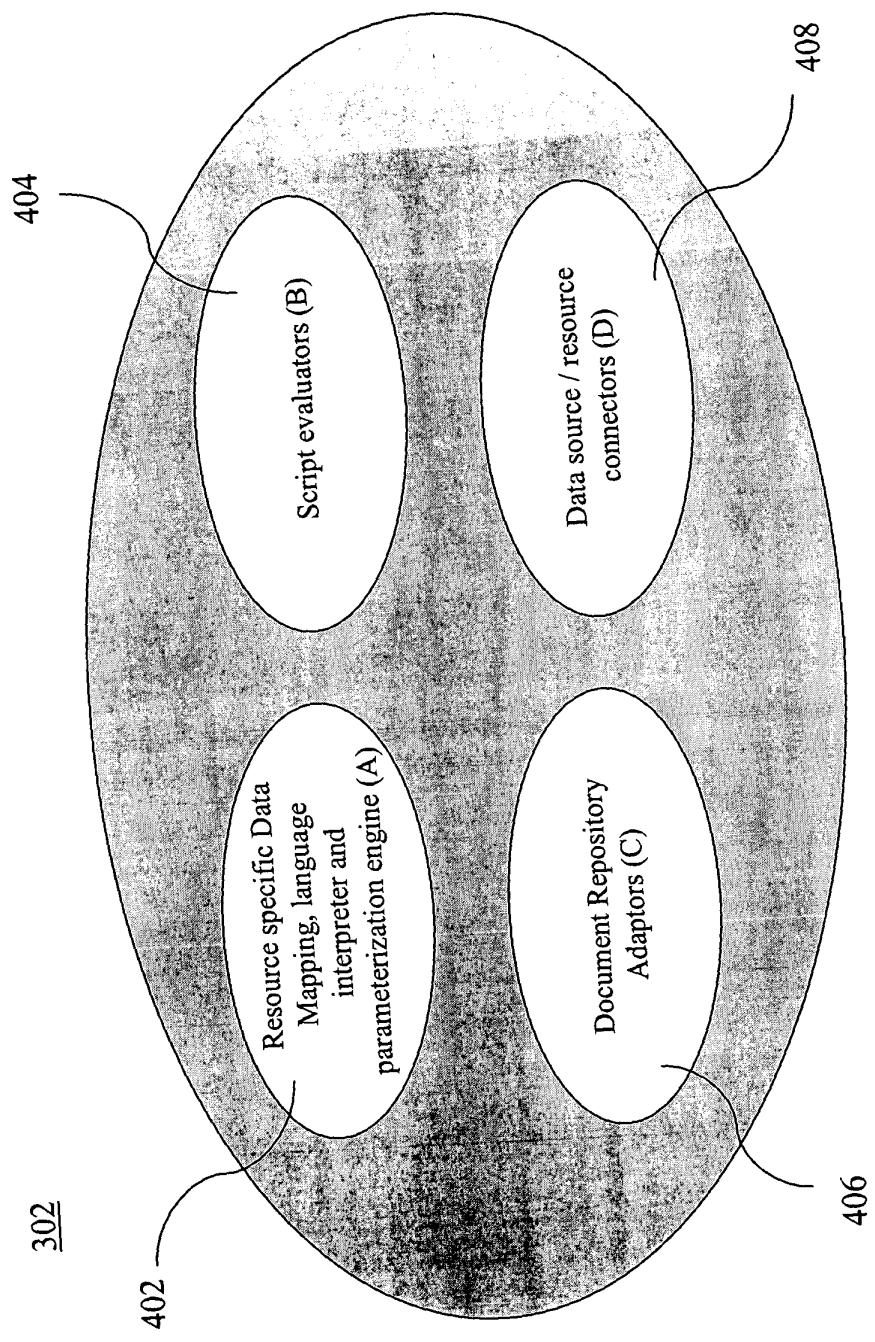 302
402
404
Resource specific Data
Mapping, language
interpreter and
parameterization engine (A)
Script evaluators (B)
Document Repository
Adaptors (C)
Data source / resource
connectors (D)
406
408